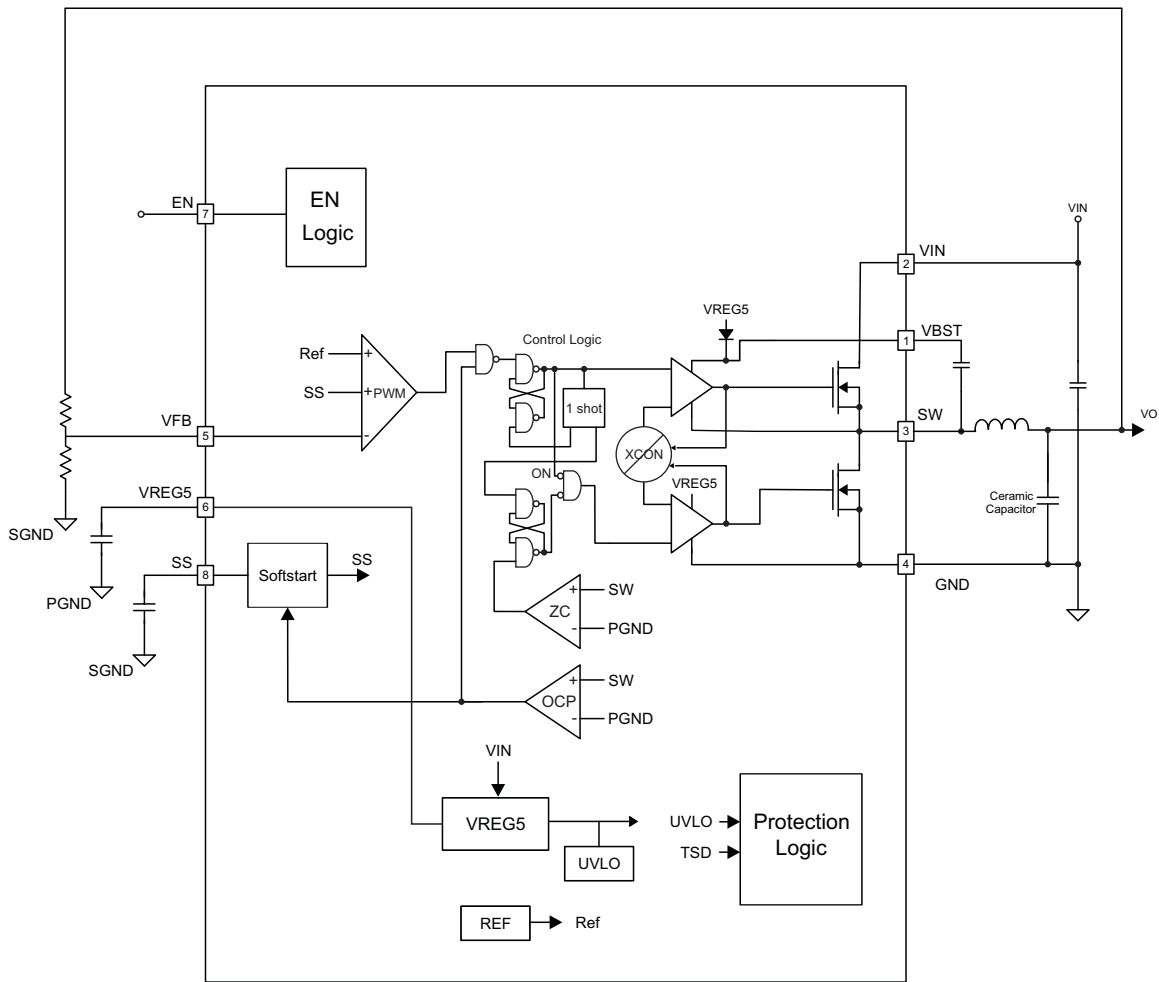 EN
7
EN
Logic
VIN
2
VIN
VREG5
1
VBST
Control Logic
Ref
+
SS
+
PWM
-
1 shot
SW
3
VO
VFB
5
XCON
ON
VREG5
VREG5
6
Ceramic
Capacitor
SGND
SS
8
Softstart
SS
4
GND
PGND
+
SW
ZC
-
PGND
SGND
+
SW
OCP
-
PGND
VIN
VREG5
UVLO
UVLO
TSD
Protection
Logic
REF
Ref